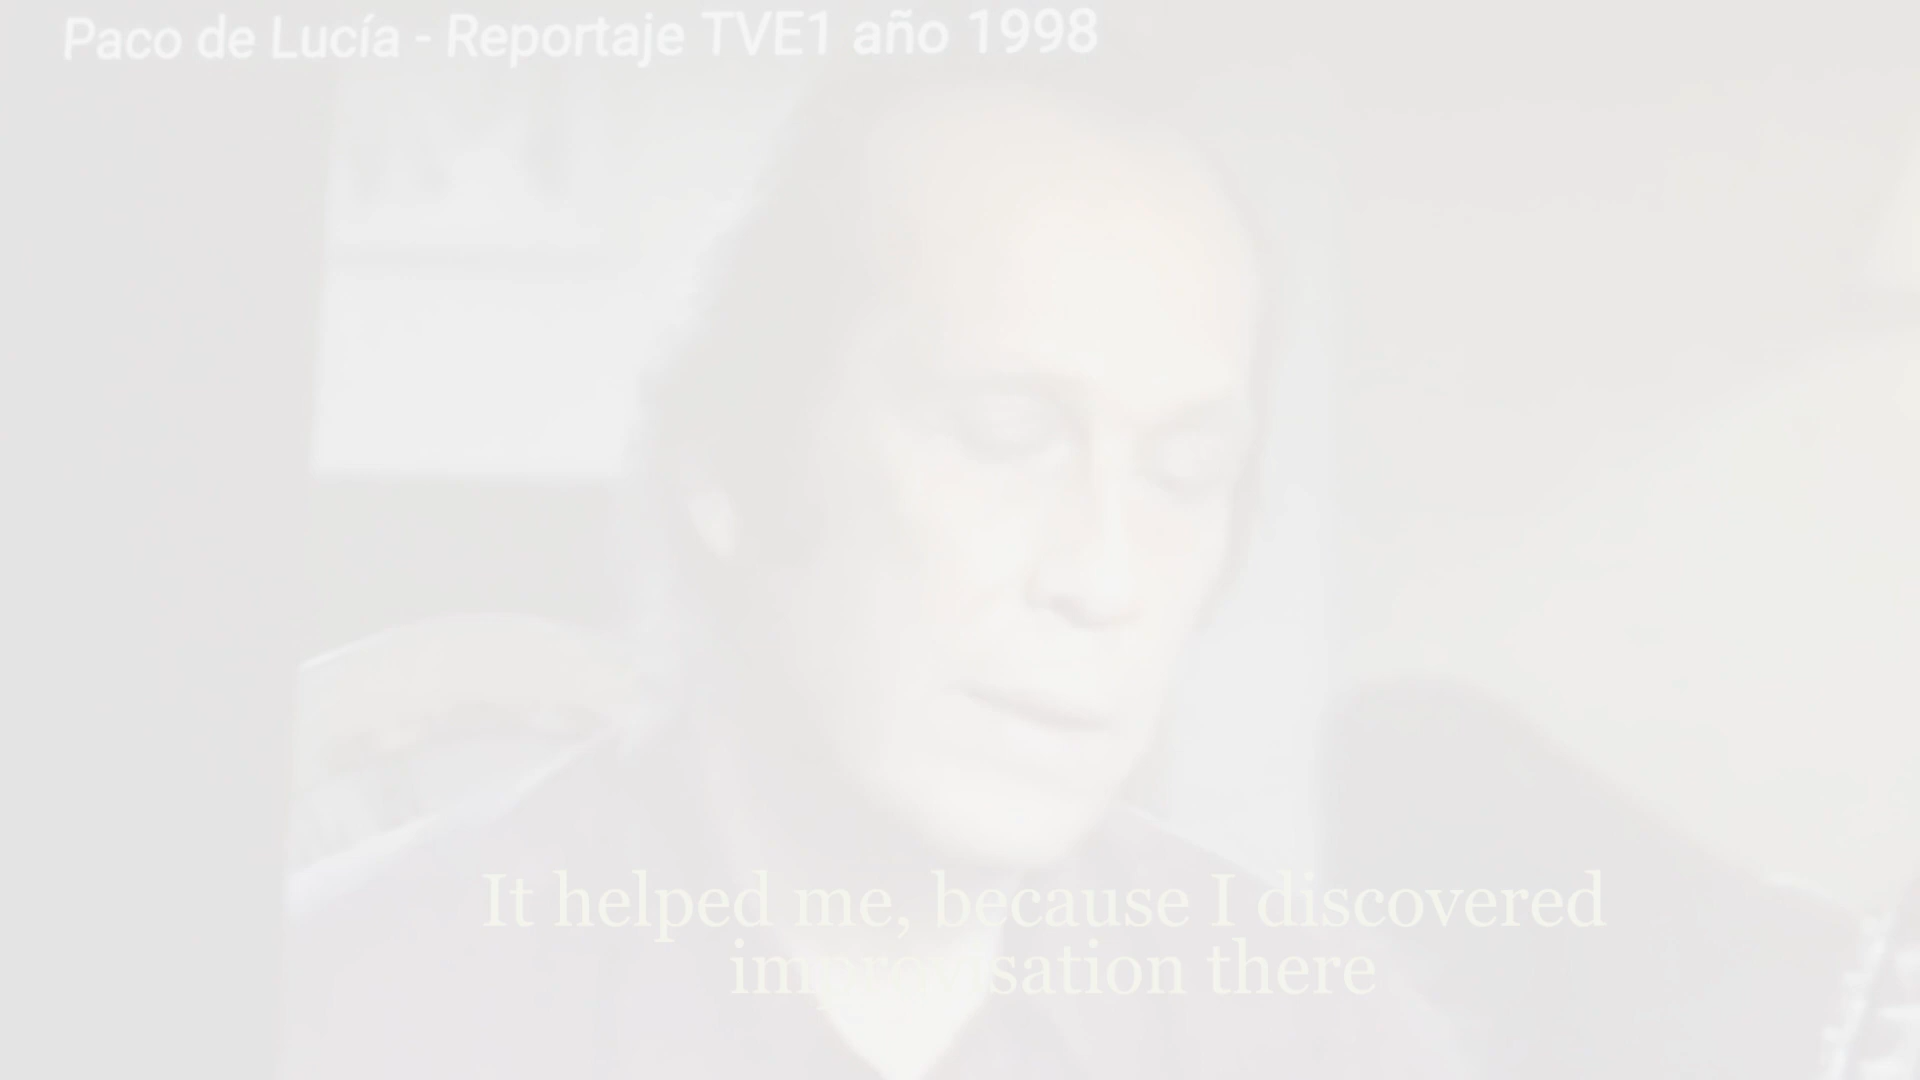 Paco de Lucía - Reportaje TVE1 año 1998
It helped me, because I discovered
improvisation there